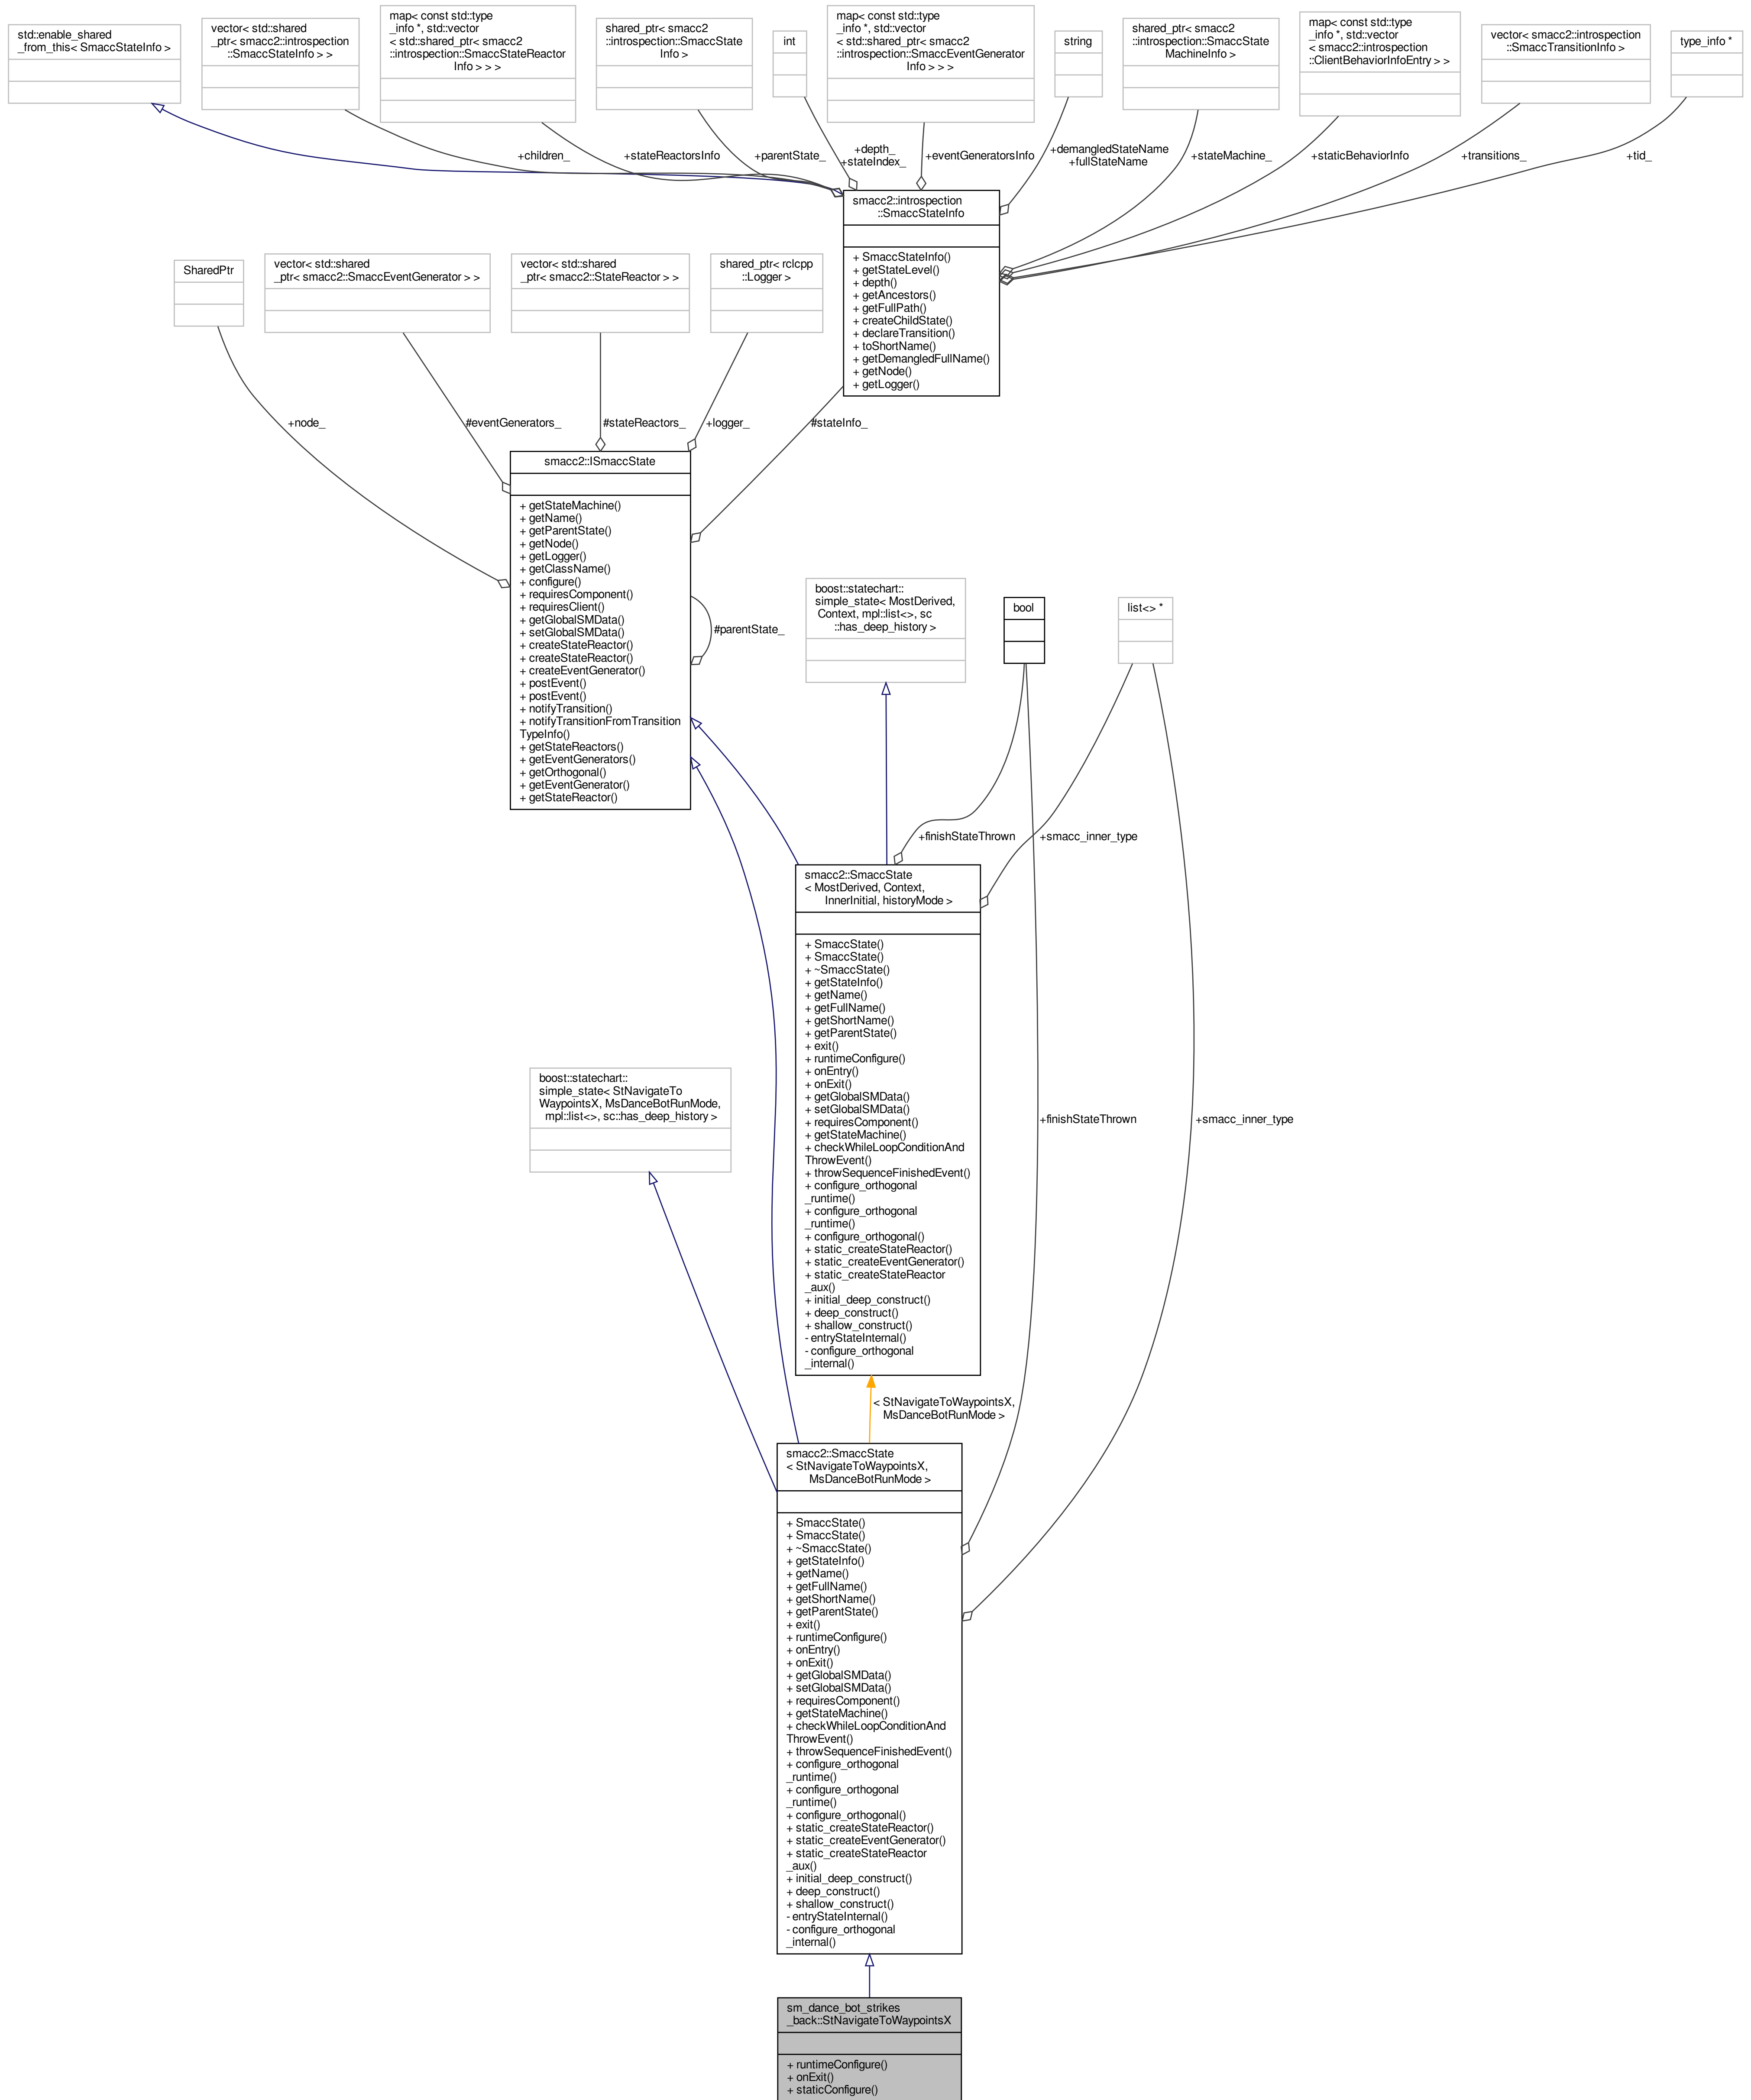 std::enable_shared
_from_this< SmaccStateInfo >
vector< std::shared
_ptr< smacc2::introspection
::SmaccStateInfo > >
map< const std::type
_info *, std::vector
< std::shared_ptr< smacc2
::introspection::SmaccStateReactor
Info > > >
shared_ptr< smacc2
::introspection::SmaccState
Info >
int
map< const std::type
_info *, std::vector
< std::shared_ptr< smacc2
::introspection::SmaccEventGenerator
Info > > >
string
shared_ptr< smacc2
::introspection::SmaccState
MachineInfo >
map< const std::type
_info *, std::vector
< smacc2::introspection
::ClientBehaviorInfoEntry > >
vector< smacc2::introspection
::SmaccTransitionInfo >
type_info *
+children_
+stateReactorsInfo
+parentState_
+depth_
+stateIndex_
+eventGeneratorsInfo
+demangledStateName
+fullStateName
+stateMachine_
+staticBehaviorInfo
+transitions_
+tid_
smacc2::introspection
::SmaccStateInfo
+ SmaccStateInfo()
+ getStateLevel()
+ depth()
+ getAncestors()
+ getFullPath()
+ createChildState()
+ declareTransition()
+ toShortName()
+ getDemangledFullName()
+ getNode()
+ getLogger()
SharedPtr
vector< std::shared
_ptr< smacc2::SmaccEventGenerator > >
vector< std::shared
_ptr< smacc2::StateReactor > >
shared_ptr< rclcpp
::Logger >
+node_
#eventGenerators_
#stateReactors_
+logger_
#stateInfo_
smacc2::ISmaccState
+ getStateMachine()
+ getName()
+ getParentState()
+ getNode()
+ getLogger()
+ getClassName()
+ configure()
+ requiresComponent()
+ requiresClient()
+ getGlobalSMData()
+ setGlobalSMData()
+ createStateReactor()
+ createStateReactor()
+ createEventGenerator()
+ postEvent()
+ postEvent()
+ notifyTransition()
+ notifyTransitionFromTransition
TypeInfo()
+ getStateReactors()
+ getEventGenerators()
+ getOrthogonal()
+ getEventGenerator()
+ getStateReactor()
#parentState_
boost::statechart::
simple_state< MostDerived,
Context, mpl::list<>, sc
::has_deep_history >
bool
list<> *
+finishStateThrown
+smacc_inner_type
smacc2::SmaccState
< MostDerived, Context,
InnerInitial, historyMode >
+ SmaccState()
+ SmaccState()
+ ~SmaccState()
+ getStateInfo()
+ getName()
+ getFullName()
+ getShortName()
+ getParentState()
+ exit()
+ runtimeConfigure()
+ onEntry()
+ onExit()
+ getGlobalSMData()
+ setGlobalSMData()
+ requiresComponent()
+ getStateMachine()
+ checkWhileLoopConditionAnd
ThrowEvent()
+ throwSequenceFinishedEvent()
+ configure_orthogonal
_runtime()
+ configure_orthogonal
_runtime()
+ configure_orthogonal()
+ static_createStateReactor()
+ static_createEventGenerator()
+ static_createStateReactor
_aux()
+ initial_deep_construct()
+ deep_construct()
+ shallow_construct()
- entryStateInternal()
- configure_orthogonal
_internal()
boost::statechart::
simple_state< StNavigateTo
WaypointsX, MsDanceBotRunMode,
mpl::list<>, sc::has_deep_history >
+finishStateThrown
+smacc_inner_type
< StNavigateToWaypointsX,
MsDanceBotRunMode >
smacc2::SmaccState
< StNavigateToWaypointsX,
MsDanceBotRunMode >
+ SmaccState()
+ SmaccState()
+ ~SmaccState()
+ getStateInfo()
+ getName()
+ getFullName()
+ getShortName()
+ getParentState()
+ exit()
+ runtimeConfigure()
+ onEntry()
+ onExit()
+ getGlobalSMData()
+ setGlobalSMData()
+ requiresComponent()
+ getStateMachine()
+ checkWhileLoopConditionAnd
ThrowEvent()
+ throwSequenceFinishedEvent()
+ configure_orthogonal
_runtime()
+ configure_orthogonal
_runtime()
+ configure_orthogonal()
+ static_createStateReactor()
+ static_createEventGenerator()
+ static_createStateReactor
_aux()
+ initial_deep_construct()
+ deep_construct()
+ shallow_construct()
- entryStateInternal()
- configure_orthogonal
_internal()
sm_dance_bot_strikes
_back::StNavigateToWaypointsX
+ runtimeConfigure()
+ onExit()
+ staticConfigure()